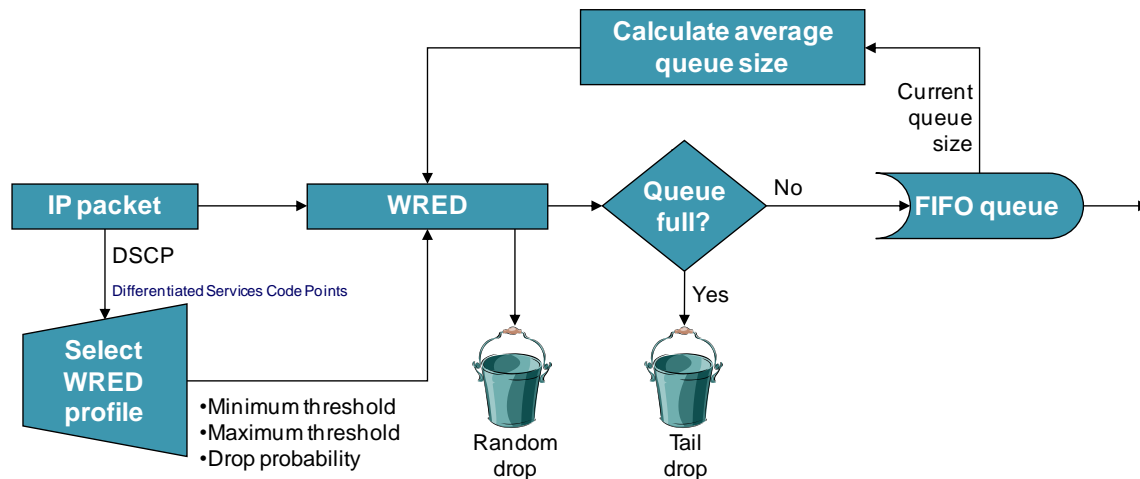 Calculate average
queue size
Current
queue
size
IP packet
WRED
Queue
full?
No
FIFO queue
DSCP
Differentiated Services Code Points
Yes
Select
WRED
profile
•Minimum threshold
•Maximum threshold
•Drop probability
Random
drop
Tail
drop